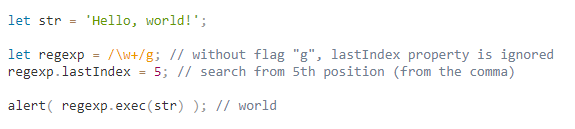 let str = 'Hello, world!';
let regexp = /\w+/g; // without flag "g", lastIndex property is ignored
regexp.lastIndex = 5; // search from 5th position (from the comma)
alert( regexp.exec(str) ); // world